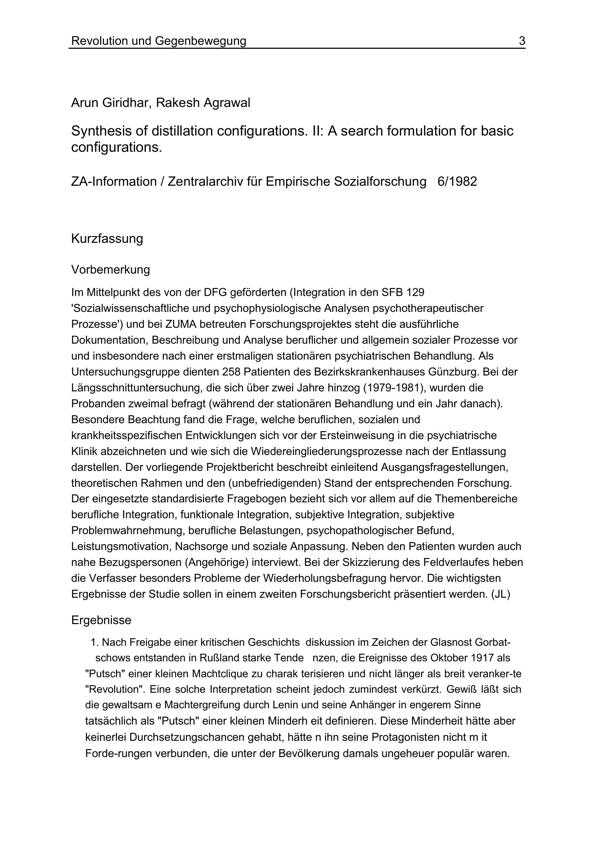 Revolution und Gegenbewegung 3
Arun Giridhar, Rakesh Agrawal
Synthesis of distillation configurations. II: A search formulation for basic
configurations.
ZA-Information / Zentralarchiv für Empirische Sozialforschung 6/1982
Kurzfassung
Vorbemerkung
Im Mittelpunkt des von der DFG geförderten (Integration in den SFB 129
'Sozialwissenschaftliche und psychophysiologische Analysen psychotherapeutischer
Prozesse') und bei ZUMA betreuten Forschungsprojektes steht die ausführliche
Dokumentation, Beschreibung und Analyse beruflicher und allgemein sozialer Prozesse vor
und insbesondere nach einer erstmaligen stationären psychiatrischen Behandlung. Als
Untersuchungsgruppe dienten 258 Patienten des Bezirkskrankenhauses Günzburg. Bei der
Längsschnittuntersuchung, die sich über zwei Jahre hinzog (1979-1981), wurden die
Probanden zweimal befragt (während der stationären Behandlung und ein Jahr danach).
Besondere Beachtung fand die Frage, welche beruflichen, sozialen und
krankheitsspezifischen Entwicklungen sich vor der Ersteinweisung in die psychiatrische
Klinik abzeichneten und wie sich die Wiedereingliederungsprozesse nach der Entlassung
darstellen. Der vorliegende Projektbericht beschreibt einleitend Ausgangsfragestellungen,
theoretischen Rahmen und den (unbefriedigenden) Stand der entsprechenden Forschung.
Der eingesetzte standardisierte Fragebogen bezieht sich vor allem auf die Themenbereiche
berufliche Integration, funktionale Integration, subjektive Integration, subjektive
Problemwahrnehmung, berufliche Belastungen, psychopathologischer Befund,
Leistungsmotivation, Nachsorge und soziale Anpassung. Neben den Patienten wurden auch
nahe Bezugspersonen (Angehörige) interviewt. Bei der Skizzierung des Feldverlaufes heben
die Verfasser besonders Probleme der Wiederholungsbefragung hervor. Die wichtigsten
Ergebnisse der Studie sollen in einem zweiten Forschungsbericht präsentiert werden. (JL)
Ergebnisse
1. Nach Freigabe einer kritischen Geschichts diskussion im Zeichen der Glasnost Gorbat-
schows entstanden in Rußland starke Tende nzen, die Ereignisse des Oktober 1917 als
"Putsch" einer kleinen Machtclique zu charak terisieren und nicht länger als breit veranker-te
"Revolution". Eine solche Interpretation scheint jedoch zumindest verkürzt. Gewiß läßt sich
die gewaltsam e Machtergreifung durch Lenin und seine Anhänger in engerem Sinne
tatsächlich als "Putsch" einer kleinen Minderh eit definieren. Diese Minderheit hätte aber
keinerlei Durchsetzungschancen gehabt, hätte n ihn seine Protagonisten nicht m it
Forde-rungen verbunden, die unter der Bevölkerung damals ungeheuer populär waren.